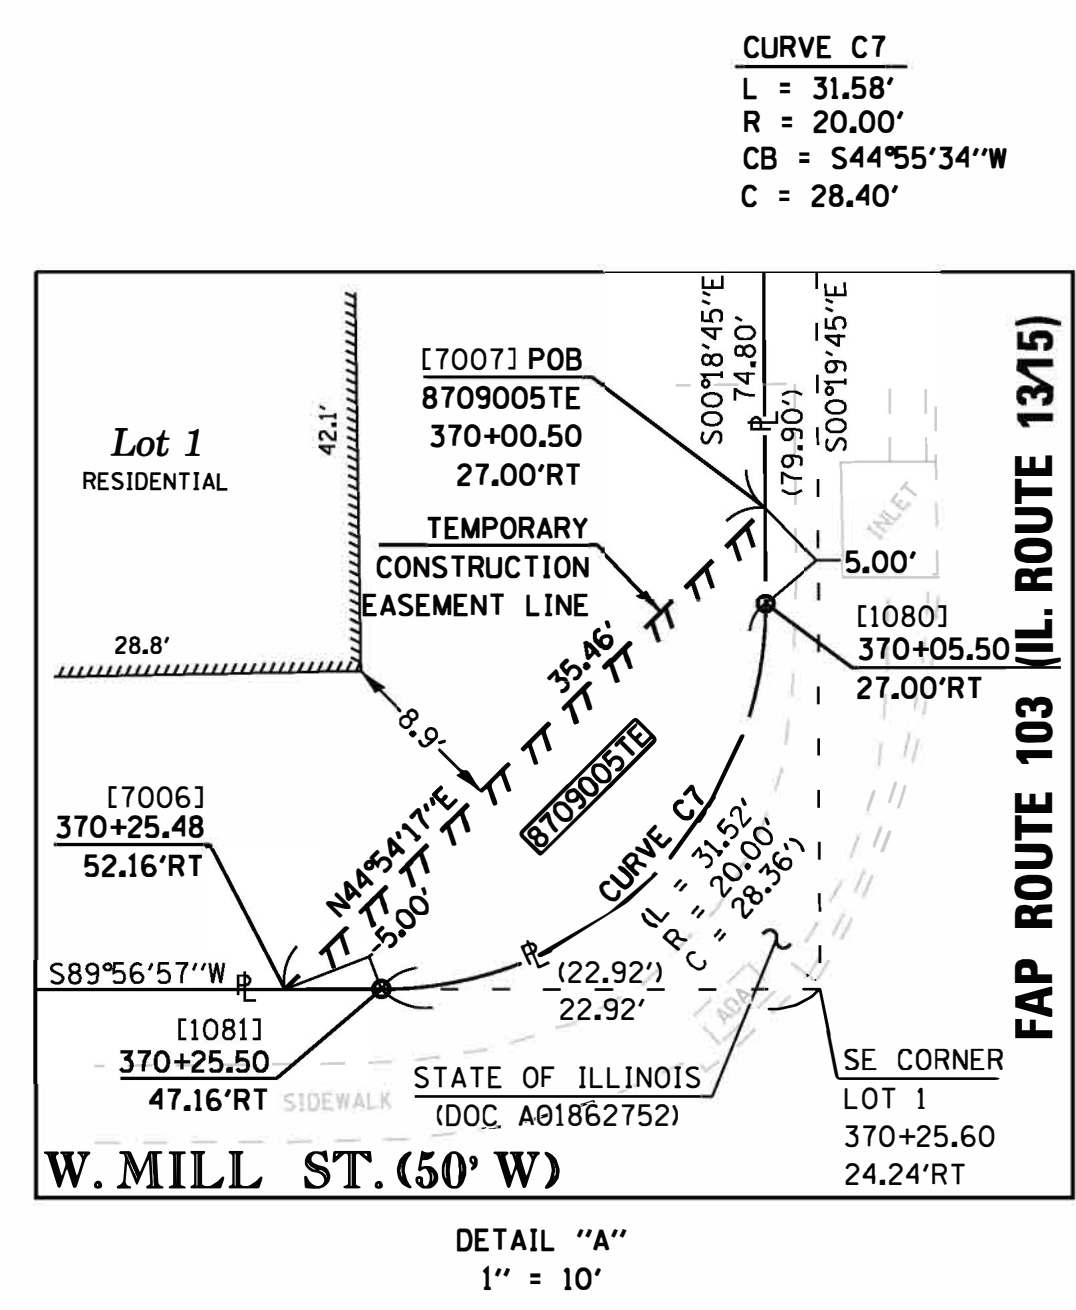 CURVE C7
L = 31.58'
R = 20.00'
CB = S44°55'34"W
C = 28.40'
Lot 1
RESIDENTIAL
42.1'
28.8'
[7007] POB
8709005TE
370+00.50
27.00'RT
S00°18'45"E
74.80'
PL
(79.90')
S00°19'45"E
INLET
FAP ROUTE 103 (IL. ROUTE 13/15)
TEMPORARY
CONSTRUCTION
EASEMENT LINE
5.00'
[1080]
370+05.50
27.00'RT
35.46'
8.9'
8709005TE
[7006]
370+25.48
52.16'RT
N44°54'17"E
5.00'
CURVE C7
(L = 31.52'
R = 20.00'
C = 28.36')
S89°56'57"W
PL
PL
(22.92')
22.92'
ADA
[1081]
370+25.50
47.16'RT
SIDEWALK
STATE OF ILLINOIS
(DOC. A01862752)
SE CORNER
LOT 1
370+25.60
24.24'RT
W. MILL ST. (50' W)
DETAIL "A"
1" = 10'